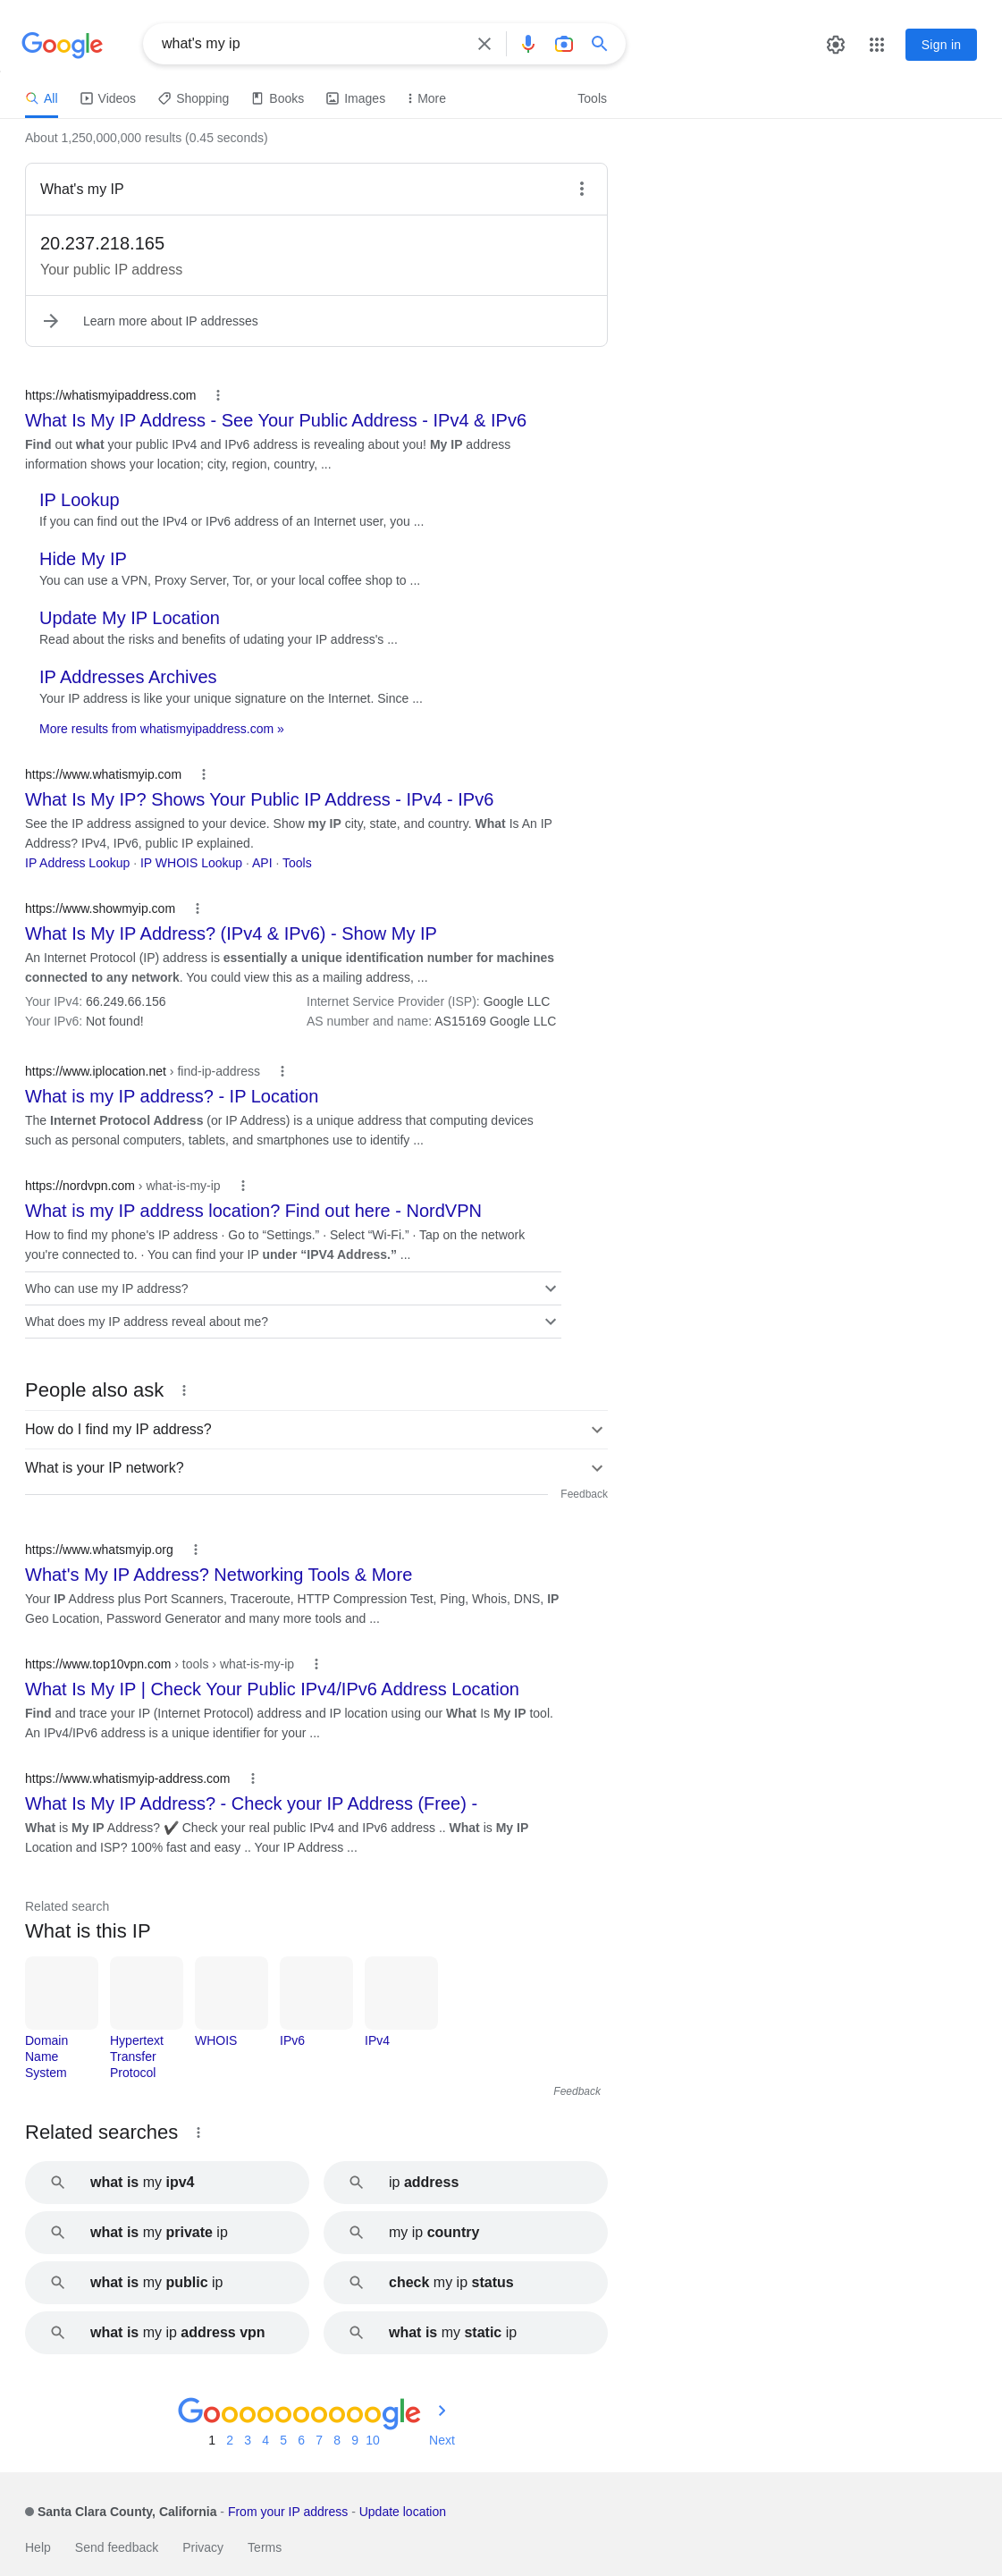 Google
what's my ip
Sign in
All
Videos
Shopping
Books
Images
More
Tools
About 1,250,000,000 results (0.45 seconds)
What's my IP
20.237.218.165
Your public IP address
Learn more about IP addresses
https://whatismyipaddress.com
What Is My IP Address - See Your Public Address - IPv4 & IPv6
Find out what your public IPv4 and IPv6 address is revealing about you! My IP address
information shows your location; city, region, country, ...
IP Lookup
If you can find out the IPv4 or IPv6 address of an Internet user, you ...
Hide My IP
You can use a VPN, Proxy Server, Tor, or your local coffee shop to ...
Update My IP Location
Read about the risks and benefits of udating your IP address's ...
IP Addresses Archives
Your IP address is like your unique signature on the Internet. Since ...
More results from whatismyipaddress.com »
https://www.whatismyip.com
What Is My IP? Shows Your Public IP Address - IPv4 - IPv6
See the IP address assigned to your device. Show my IP city, state, and country. What Is An IP
Address? IPv4, IPv6, public IP explained.
IP Address Lookup · IP WHOIS Lookup · API · Tools
https://www.showmyip.com
What Is My IP Address? (IPv4 & IPv6) - Show My IP
An Internet Protocol (IP) address is essentially a unique identification number for machines
connected to any network. You could view this as a mailing address, ...
Your IPv4: 66.249.66.156
Internet Service Provider (ISP): Google LLC
Your IPv6: Not found!
AS number and name: AS15169 Google LLC
https://www.iplocation.net › find-ip-address
What is my IP address? - IP Location
The Internet Protocol Address (or IP Address) is a unique address that computing devices
such as personal computers, tablets, and smartphones use to identify ...
https://nordvpn.com › what-is-my-ip
What is my IP address location? Find out here - NordVPN
How to find my phone's IP address · Go to “Settings.” · Select “Wi-Fi.” · Tap on the network
you're connected to. · You can find your IP under “IPV4 Address.” ...
Who can use my IP address?
What does my IP address reveal about me?
People also ask
How do I find my IP address?
What is your IP network?
Feedback
https://www.whatsmyip.org
What's My IP Address? Networking Tools & More
Your IP Address plus Port Scanners, Traceroute, HTTP Compression Test, Ping, Whois, DNS, IP
Geo Location, Password Generator and many more tools and ...
https://www.top10vpn.com › tools › what-is-my-ip
What Is My IP | Check Your Public IPv4/IPv6 Address Location
Find and trace your IP (Internet Protocol) address and IP location using our What Is My IP tool.
An IPv4/IPv6 address is a unique identifier for your ...
https://www.whatismyip-address.com
What Is My IP Address? - Check your IP Address (Free) -
What is My IP Address? ✔ Check your real public IPv4 and IPv6 address .. What is My IP
Location and ISP? 100% fast and easy .. Your IP Address ...
Related search
What is this IP
Domain
Name
System
Hypertext
Transfer
Protocol
WHOIS
IPv6
IPv4
Feedback
Related searches
what is my ipv4
ip address
what is my private ip
my ip country
what is my public ip
check my ip status
what is my ip address vpn
what is my static ip
Goooooooooogle
1 2 3 4 5 6 7 8 9 10 Next
Santa Clara County, California - From your IP address - Update location
Help
Send feedback
Privacy
Terms